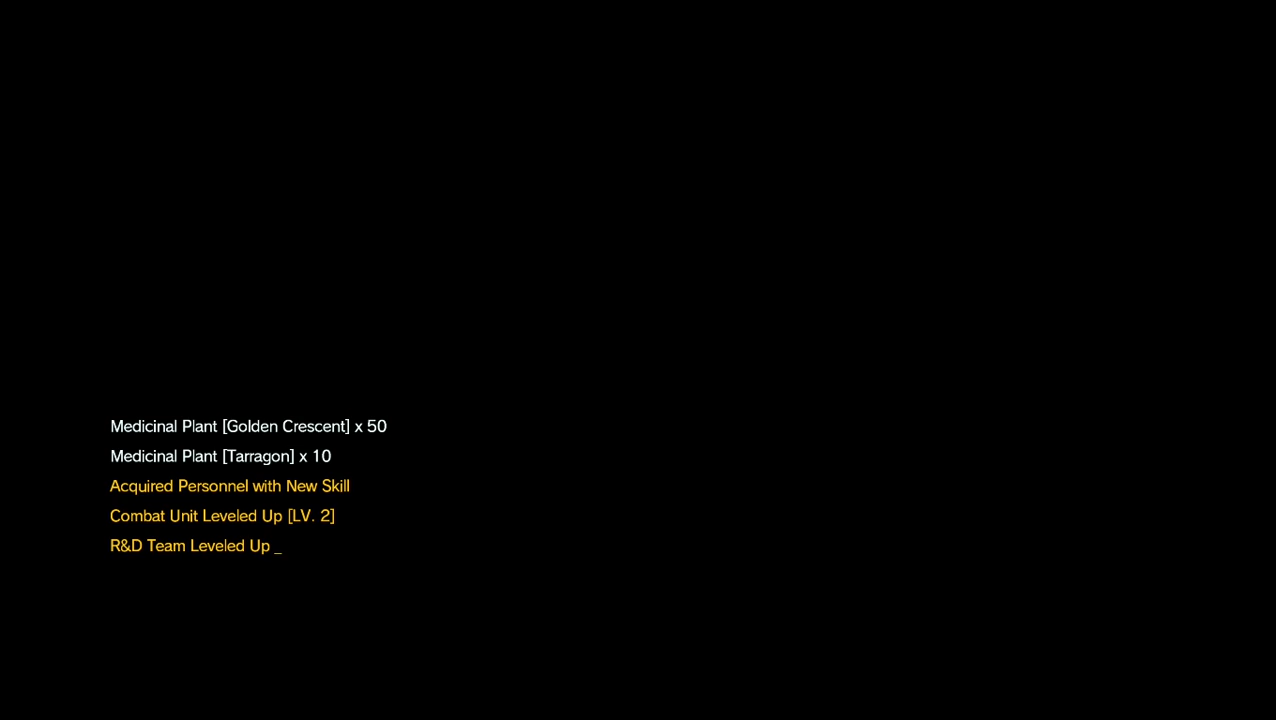 Medicinal Plant [Golden Crescent] x 50
Medicinal Plant [Tarragon] x 10
Acquired Personnel with New Skill
Combat Unit Leveled Up [LV. 2]
R&D Team Leveled Up _